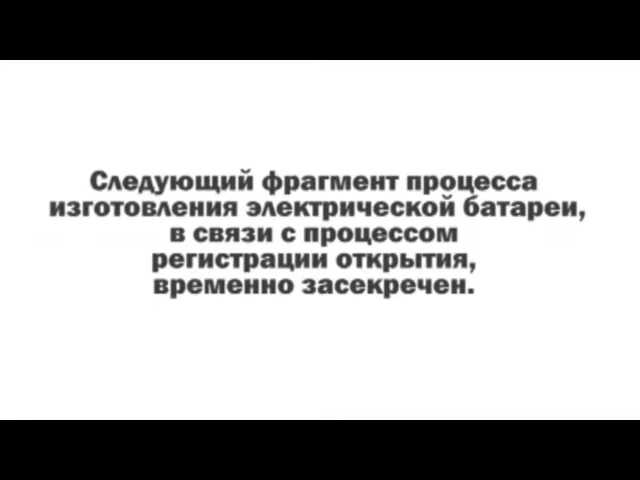 Следующий фрагмент процесса
изготовления электрической батареи,
в связи с процессом
регистрации открытия,
временно засекречен.